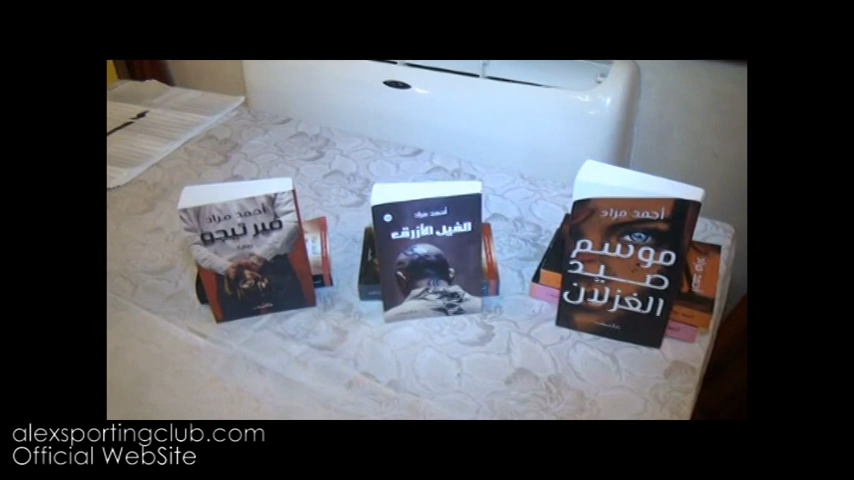 أحمد مراد
فيرتيجو
أحمد مراد
الفيل الأزرق
أحمد مراد
موسم
صيد
الغزلان
alexsportingclub.com
Official WebSite